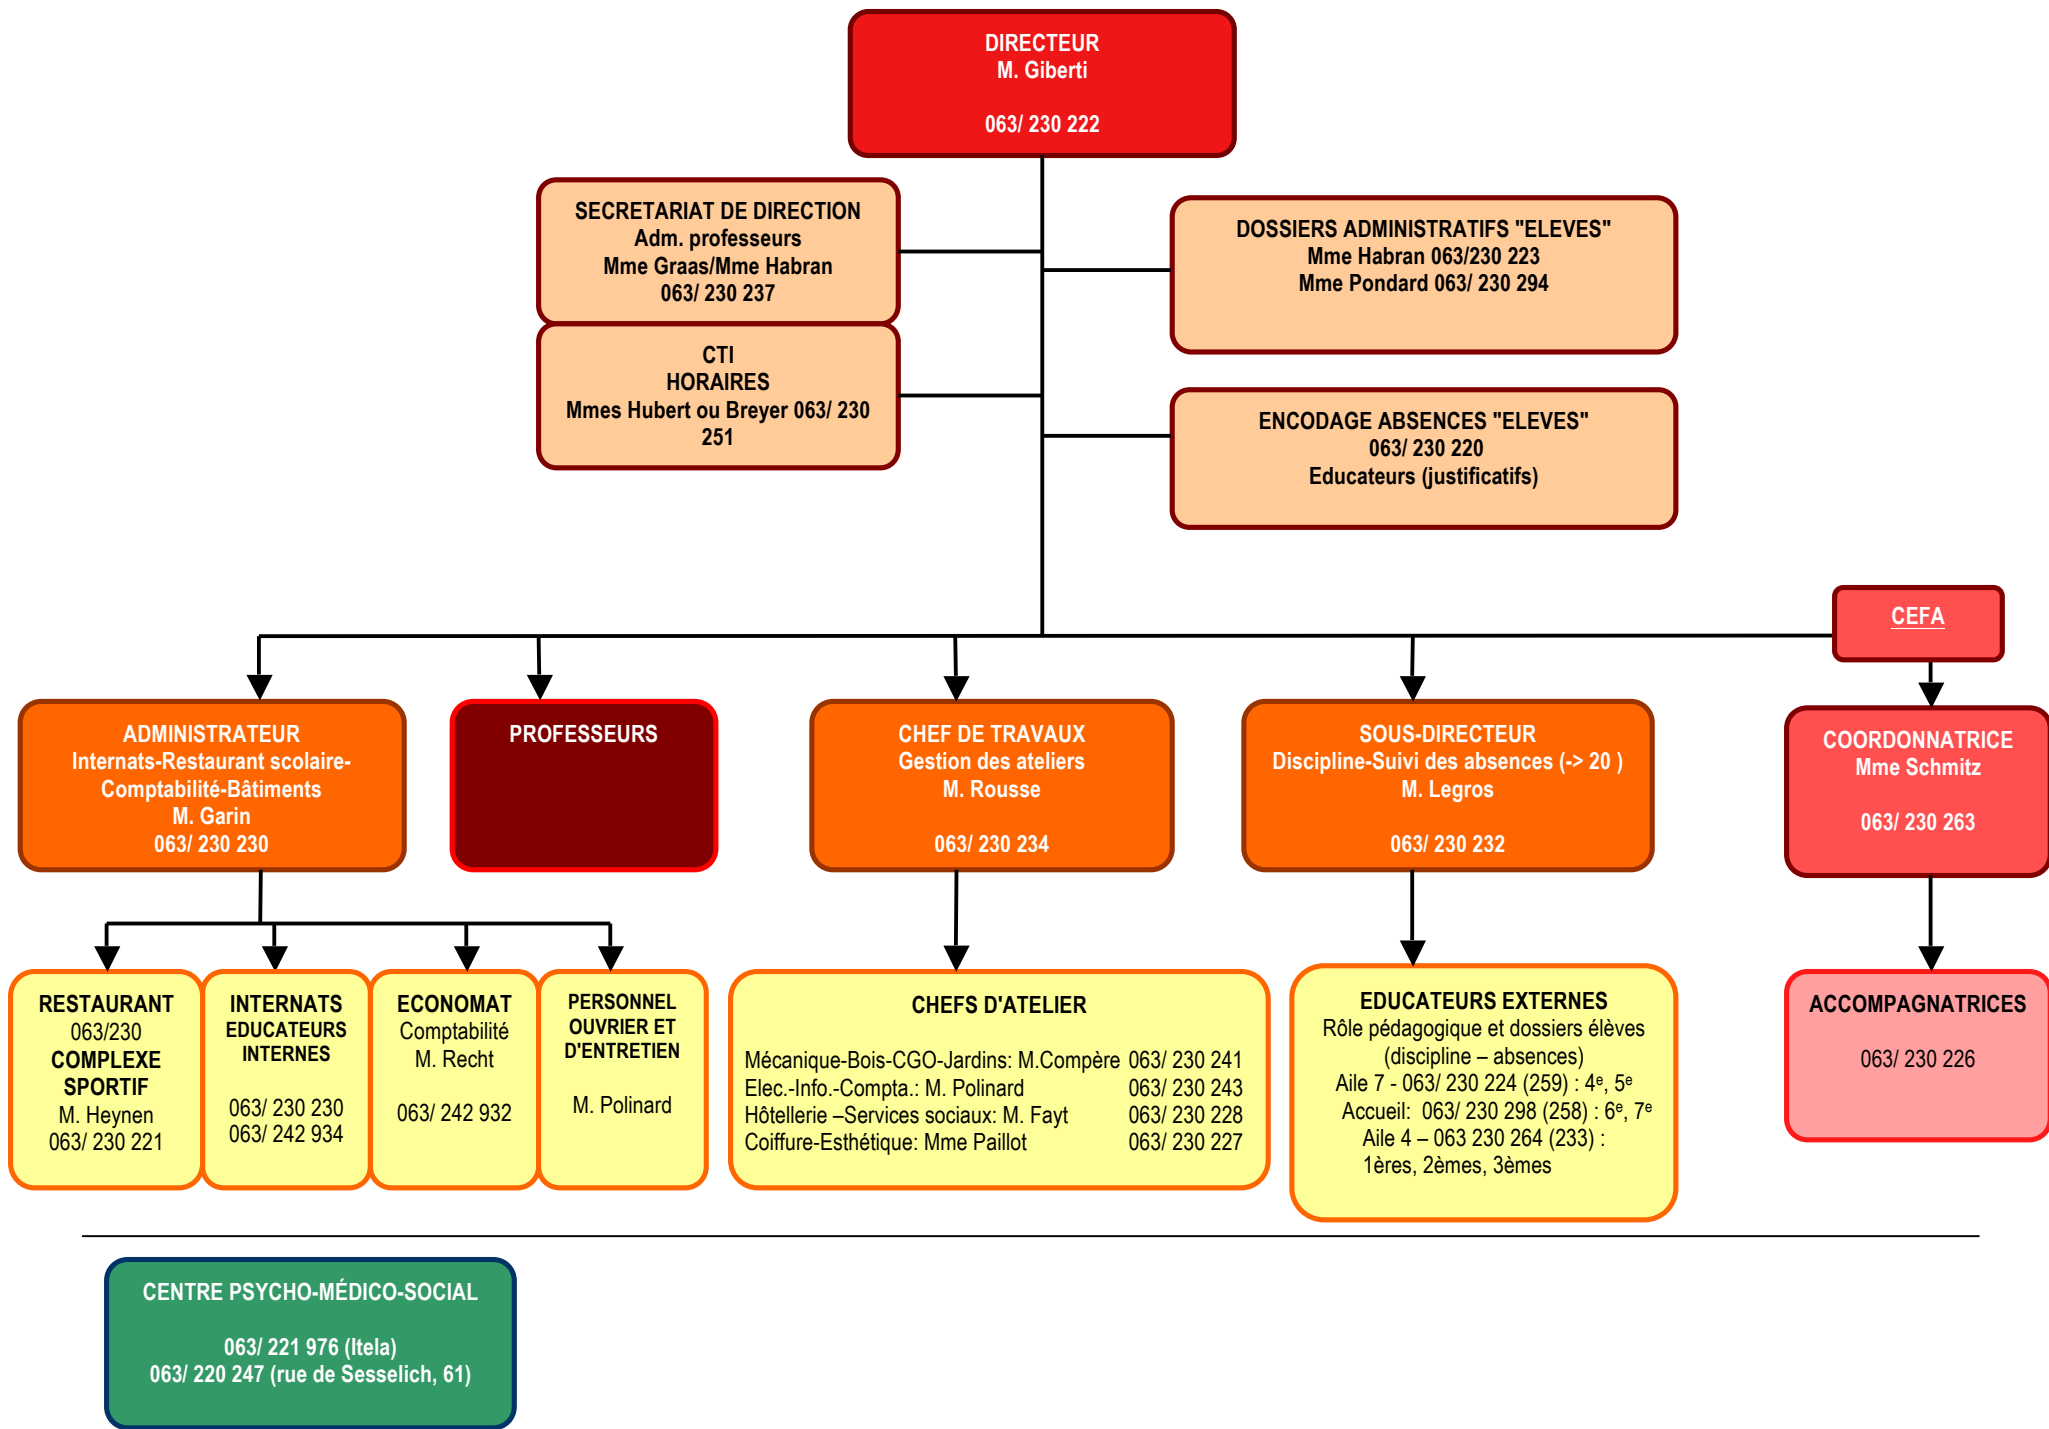 DIRECTEUR
M. Giberti
063/ 230 222
SECRETARIAT DE DIRECTION
Adm. professeurs
Mme Graas/Mme Habran
063/ 230 237
DOSSIERS ADMINISTRATIFS "ELEVES"
Mme Habran 063/230 223
Mme Pondard 063/ 230 294
CTI
HORAIRES
Mmes Hubert ou Breyer 063/ 230
251
ENCODAGE ABSENCES "ELEVES"
063/ 230 220
Educateurs (justificatifs)
CEFA
ADMINISTRATEUR
Internats-Restaurant scolaire-
Comptabilité-Bâtiments
M. Garin
063/ 230 230
PROFESSEURS
CHEF DE TRAVAUX
Gestion des ateliers
M. Rousse
063/ 230 234
SOUS-DIRECTEUR
Discipline-Suivi des absences (-> 20 )
M. Legros
063/ 230 232
COORDONNATRICE
Mme Schmitz
063/ 230 263
RESTAURANT
063/230
COMPLEXE
SPORTIF
M. Heynen
063/ 230 221
INTERNATS
EDUCATEURS
INTERNES
063/ 230 230
063/ 242 934
ECONOMAT
Comptabilité
M. Recht
063/ 242 932
PERSONNEL
OUVRIER ET
D'ENTRETIEN
M. Polinard
CHEFS D'ATELIER
Mécanique-Bois-CGO-Jardins: M.Compère 063/ 230 241
Elec.-Info.-Compta.: M. Polinard 063/ 230 243
Hôtellerie –Services sociaux: M. Fayt 063/ 230 228
Coiffure-Esthétique: Mme Paillot 063/ 230 227
EDUCATEURS EXTERNES
Rôle pédagogique et dossiers élèves
(discipline – absences)
Aile 7 - 063/ 230 224 (259) : 4ᵉ, 5ᵉ
Accueil: 063/ 230 298 (258) : 6ᵉ, 7ᵉ
Aile 4 – 063 230 264 (233) :
1ères, 2èmes, 3èmes
ACCOMPAGNATRICES
063/ 230 226
CENTRE PSYCHO-MÉDICO-SOCIAL
063/ 221 976 (Itela)
063/ 220 247 (rue de Sesselich, 61)